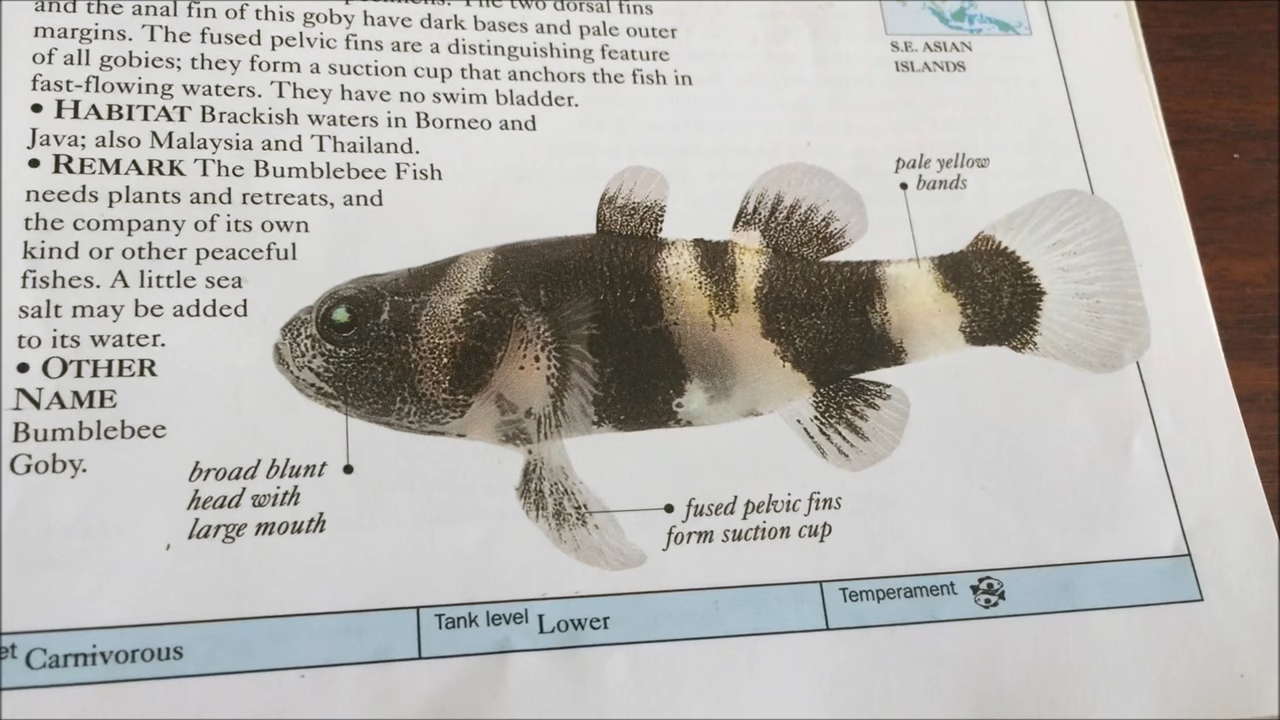 and the anal fin of this goby have dark bases and pale outer
margins. The fused pelvic fins are a distinguishing feature
of all gobies; they form a suction cup that anchors the fish in
fast-flowing waters. They have no swim bladder.
• HABITAT Brackish waters in Borneo and
Java; also Malaysia and Thailand.
• REMARK The Bumblebee Fish
needs plants and retreats, and
the company of its own
kind or other peaceful
fishes. A little sea
salt may be added
to its water.
• OTHER
NAME
Bumblebee
Goby.
S.E. ASIAN
ISLANDS
pale yellow
bands
broad blunt
head with
large mouth
fused pelvic fins
form suction cup
Carnivorous
Tank level Lower
Temperament